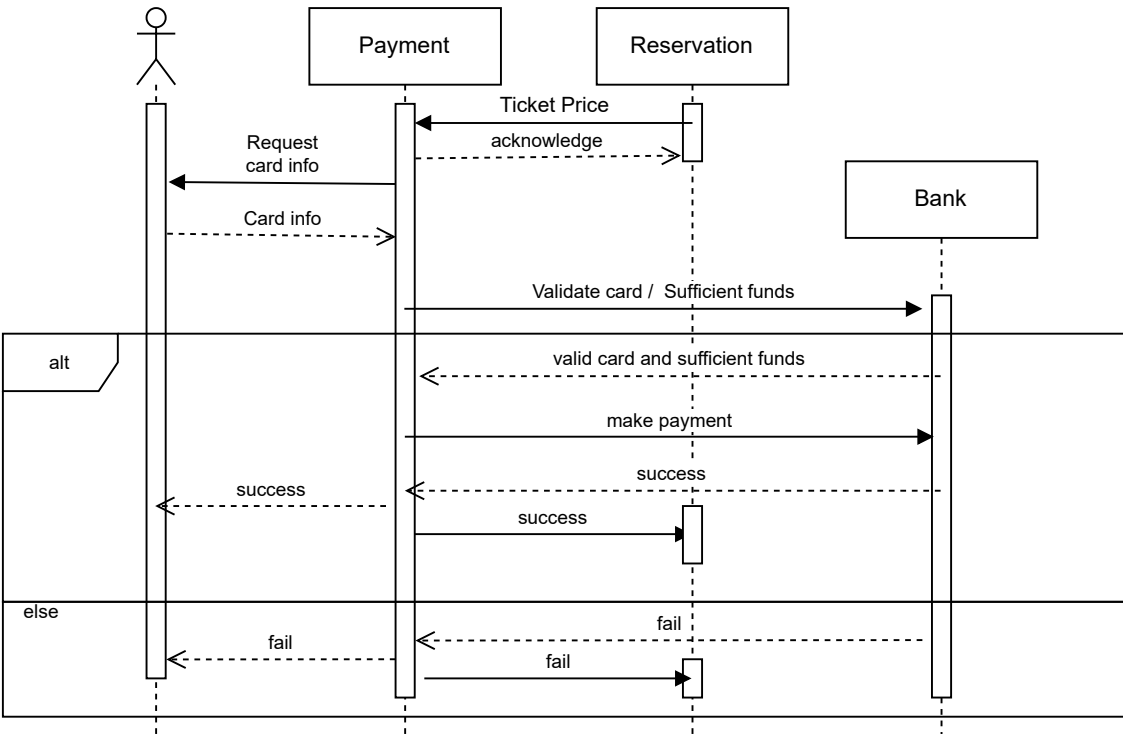 Payment
Reservation
Ticket Price
acknowledge
Request
card info
Bank
Card info
Validate card /  Sufficient funds
alt
valid card and sufficient funds
make payment
success
success
success
else
fail
fail
fail